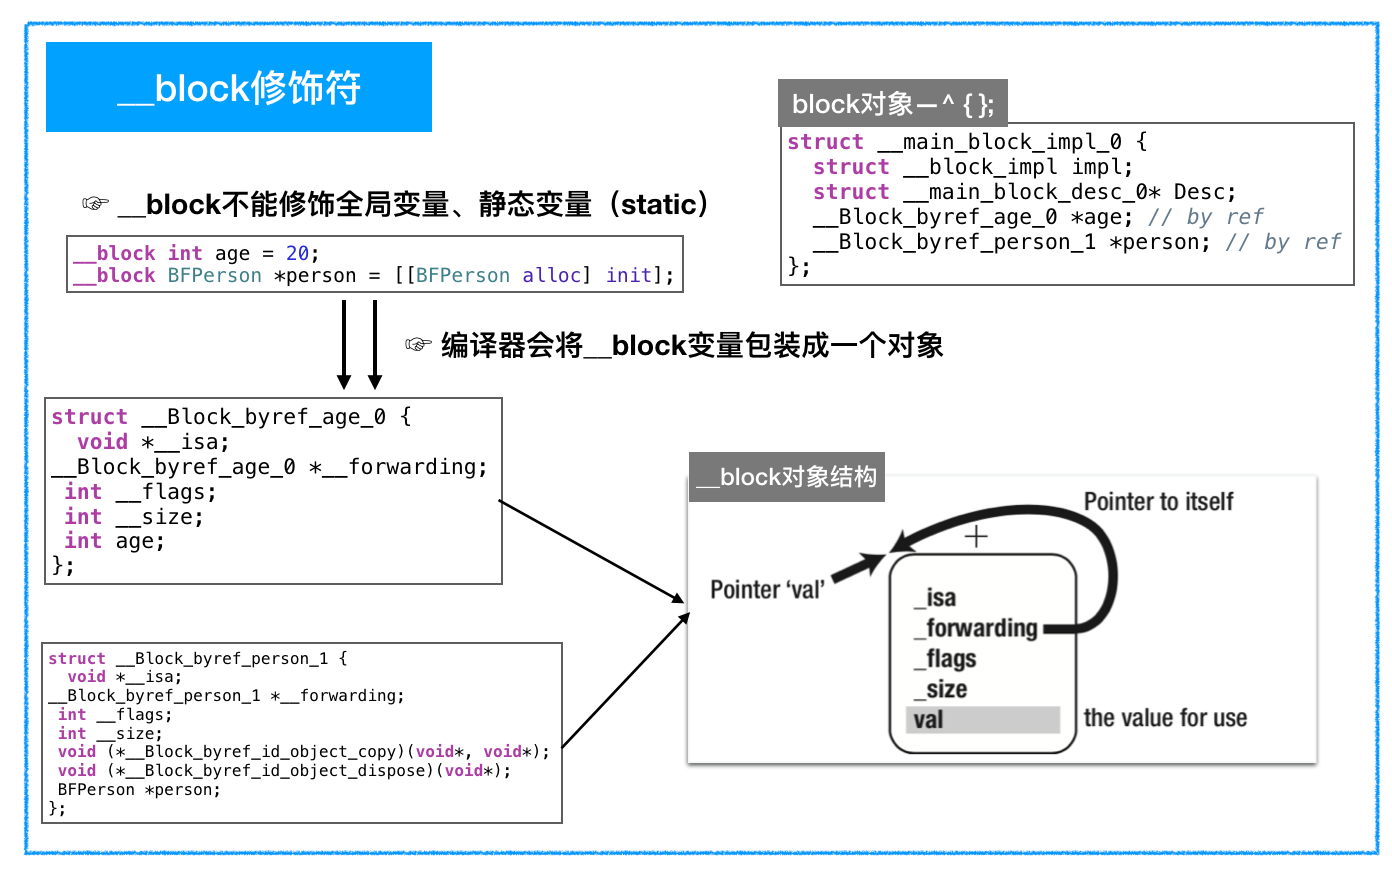 __block修饰符
block对象—^ { };
struct __main_block_impl_0 {
  struct __block_impl impl;
  struct __main_block_desc_0* Desc;
  __Block_byref_age_0 *age; // by ref
  __Block_byref_person_1 *person; // by ref
};
☞ __block不能修饰全局变量、静态变量（static）
__block int age = 20;
__block BFPerson *person = [[BFPerson alloc] init];
☞ 编译器会将__block变量包装成一个对象
struct __Block_byref_age_0 {
  void *__isa;
__Block_byref_age_0 *__forwarding;
 int __flags;
 int __size;
 int age;
};
struct __Block_byref_person_1 {
  void *__isa;
__Block_byref_person_1 *__forwarding;
 int __flags;
 int __size;
 void (*__Block_byref_id_object_copy)(void*, void*);
 void (*__Block_byref_id_object_dispose)(void*);
 BFPerson *person;
};
__block对象结构
Pointer to itself
Pointer ‘val’
_isa
_forwarding
_flags
_size
val
the value for use